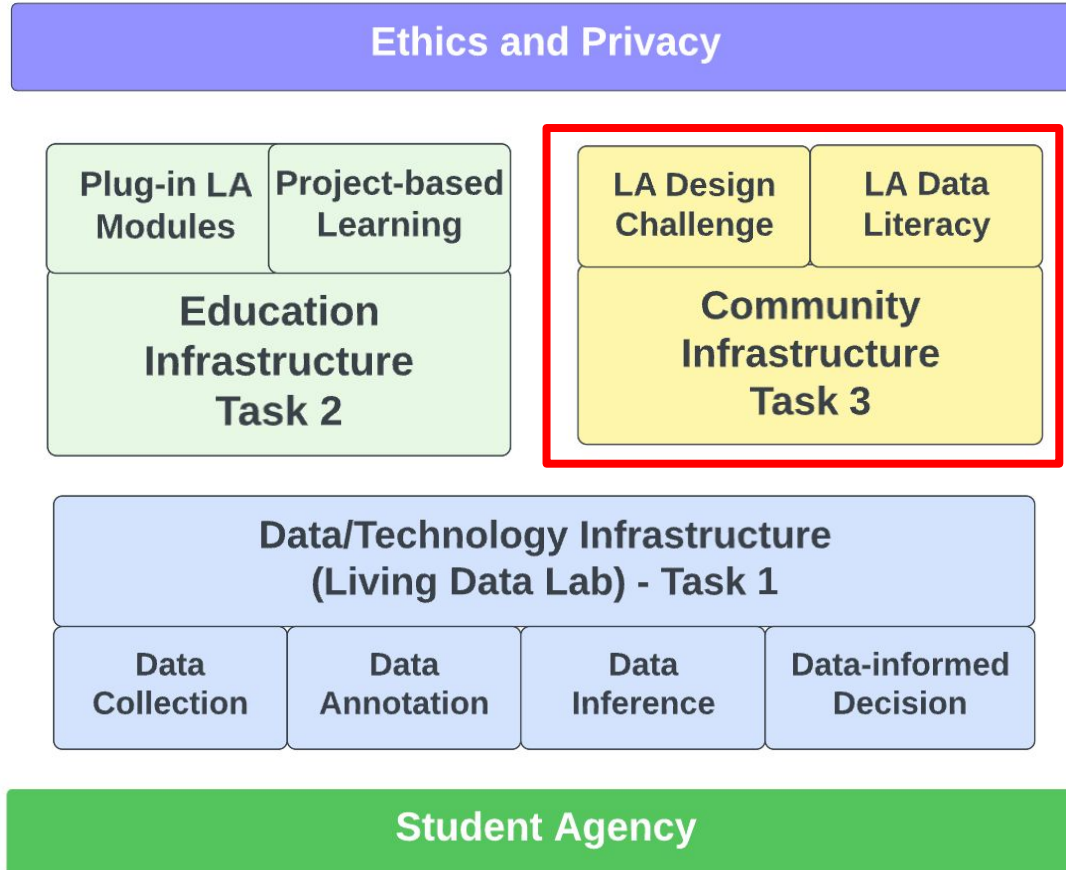 Ethics and Privacy
Plug-in LA
Modules
Project-based
Learning
Education
Infrastructure
Task 2
LA Design
Challenge
LA Data
Literacy
Community
Infrastructure
Task 3
Data/Technology Infrastructure
(Living Data Lab) - Task 1
Data
Collection
Data
Annotation
Data
Inference
Data-informed
Decision
Student Agency